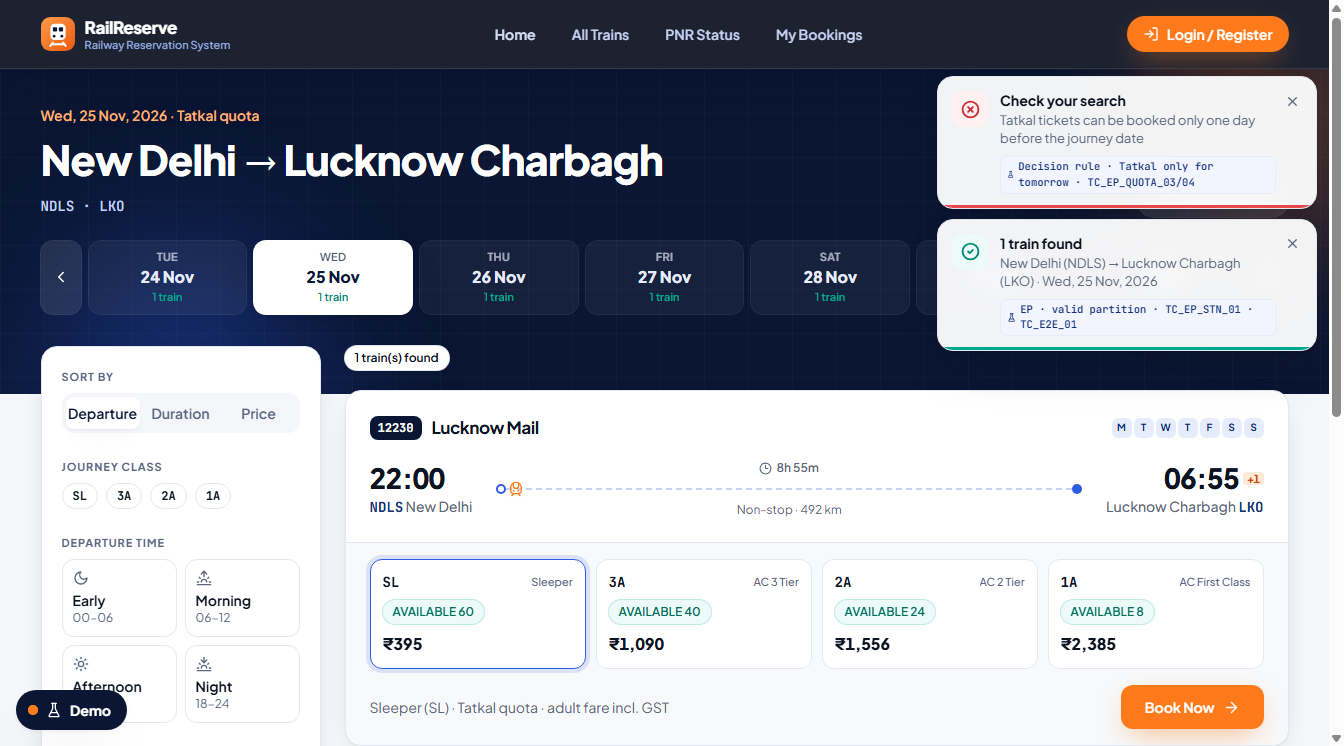 RailReserve
Railway Reservation System
Home
All Trains
PNR Status
My Bookings
Login / Register
Wed, 25 Nov, 2026 · Tatkal quota
New Delhi → Lucknow Charbagh
NDLS · LKO
Check your search
Tatkal tickets can be booked only one day
before the journey date
Decision rule · Tatkal only for
tomorrow · TC_EP_QUOTA_03/04
1 train found
New Delhi (NDLS) → Lucknow Charbagh
(LKO) · Wed, 25 Nov, 2026
EP · valid partition · TC_EP_STN_01 ·
TC_E2E_01
TUE
24 Nov
1 train
WED
25 Nov
1 train
THU
26 Nov
1 train
FRI
27 Nov
1 train
SAT
28 Nov
1 train
1 train(s) found
SORT BY
Departure
Duration
Price
JOURNEY CLASS
SL
3A
2A
1A
DEPARTURE TIME
Early
00–06
Morning
06–12
Afternoon
Night
18–24
Demo
12230
Lucknow Mail
M T W T F S S
22:00
NDLS New Delhi
8h 55m
Non-stop · 492 km
06:55 +1
Lucknow Charbagh LKO
SL
Sleeper
AVAILABLE 60
₹395
3A
AC 3 Tier
AVAILABLE 40
₹1,090
2A
AC 2 Tier
AVAILABLE 24
₹1,556
1A
AC First Class
AVAILABLE 8
₹2,385
Sleeper (SL) · Tatkal quota · adult fare incl. GST
Book Now →